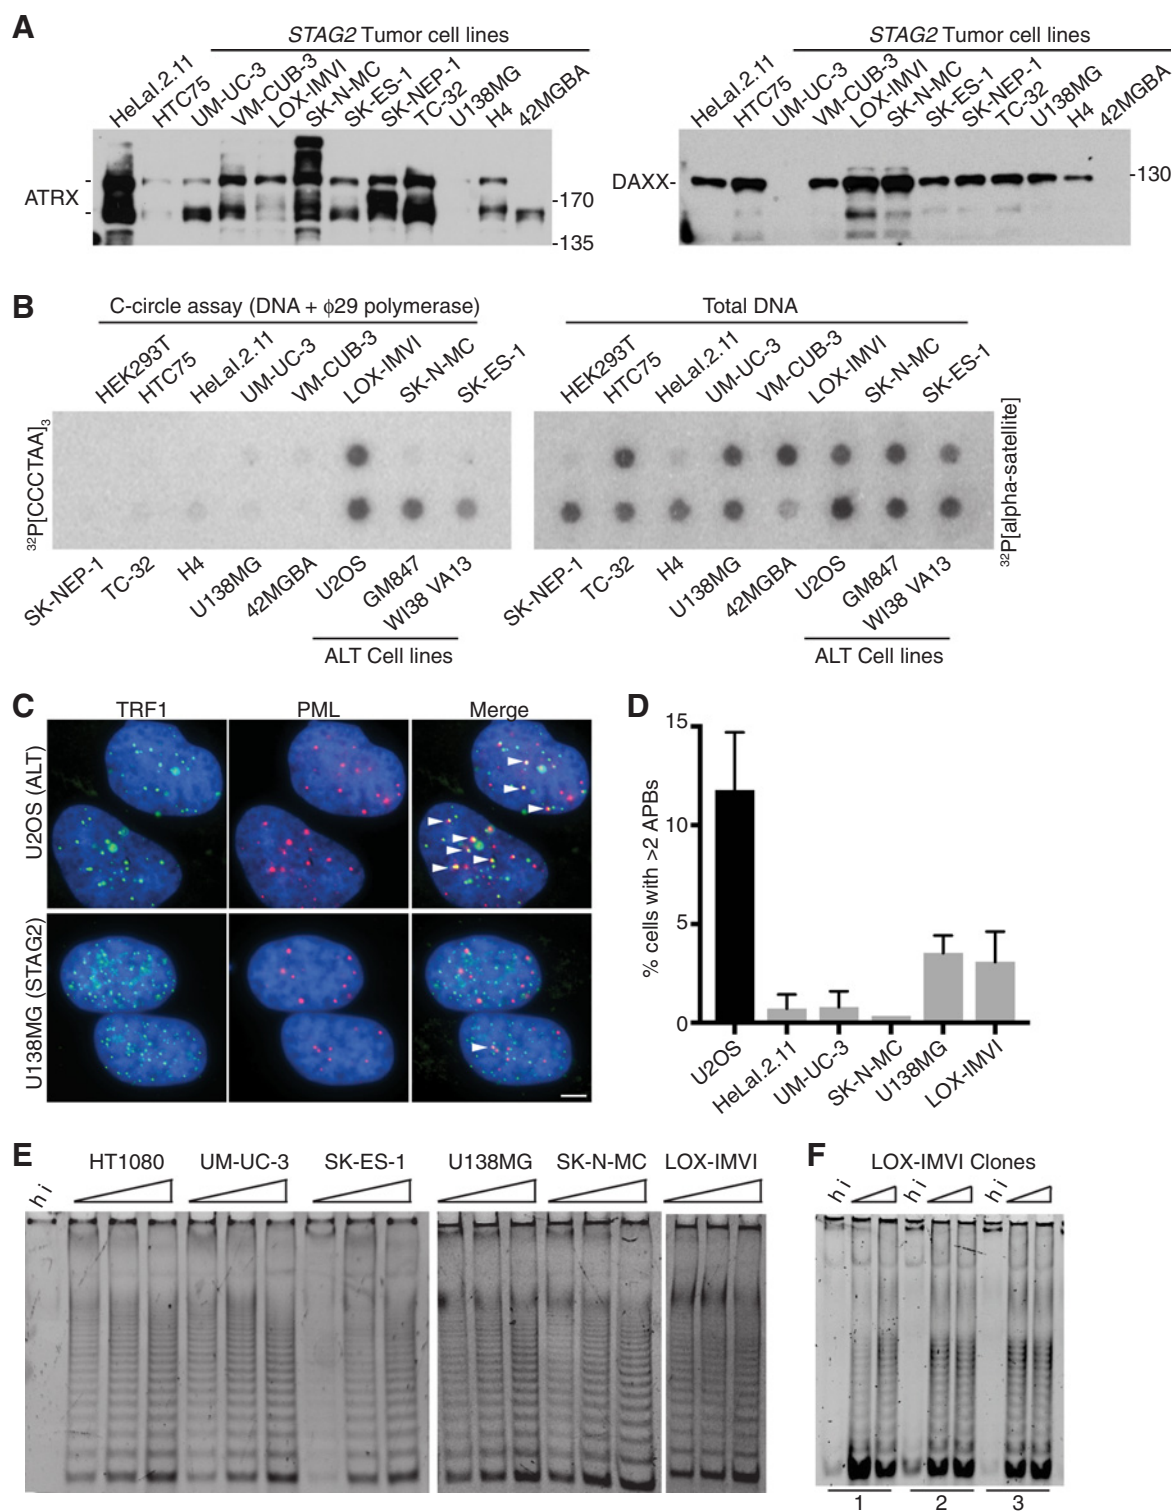 A
STAG2 Tumor cell lines
HeLaI.2.11
HTC75
UM-UC-3
VM-CUB-3
LOX-IMVI
SK-N-MC
SK-ES-1
SK-NEP-1
TC-32
U138MG
H4
42MGBA
ATRX
-
-
-170
-135
STAG2 Tumor cell lines
HeLaI.2.11
HTC75
UM-UC-3
VM-CUB-3
LOX-IMVI
SK-N-MC
SK-ES-1
SK-NEP-1
TC-32
U138MG
H4
42MGBA
DAXX-
-130
B
C-circle assay (DNA + ϕ29 polymerase)
HEK293T
HTC75
HeLaI.2.11
UM-UC-3
VM-CUB-3
LOX-IMVI
SK-N-MC
SK-ES-1
³²P[CCCTAA]₃
SK-NEP-1
TC-32
H4
U138MG
42MGBA
U2OS
GM847
WI38 VA13
ALT Cell lines
Total DNA
HEK293T
HTC75
HeLaI.2.11
UM-UC-3
VM-CUB-3
LOX-IMVI
SK-N-MC
SK-ES-1
³²P[alpha-satellite]
SK-NEP-1
TC-32
H4
U138MG
42MGBA
U2OS
GM847
WI38 VA13
ALT Cell lines
C
TRF1
PML
Merge
U2OS (ALT)
U138MG (STAG2)
D
% cells with >2 APBs
15
10
5
0
U2OS
HeLaI.2.11
UM-UC-3
SK-N-MC
U138MG
LOX-IMVI
E
h i
HT1080
UM-UC-3
SK-ES-1
U138MG
SK-N-MC
LOX-IMVI
F
LOX-IMVI Clones
h i
h i
h i
1
2
3